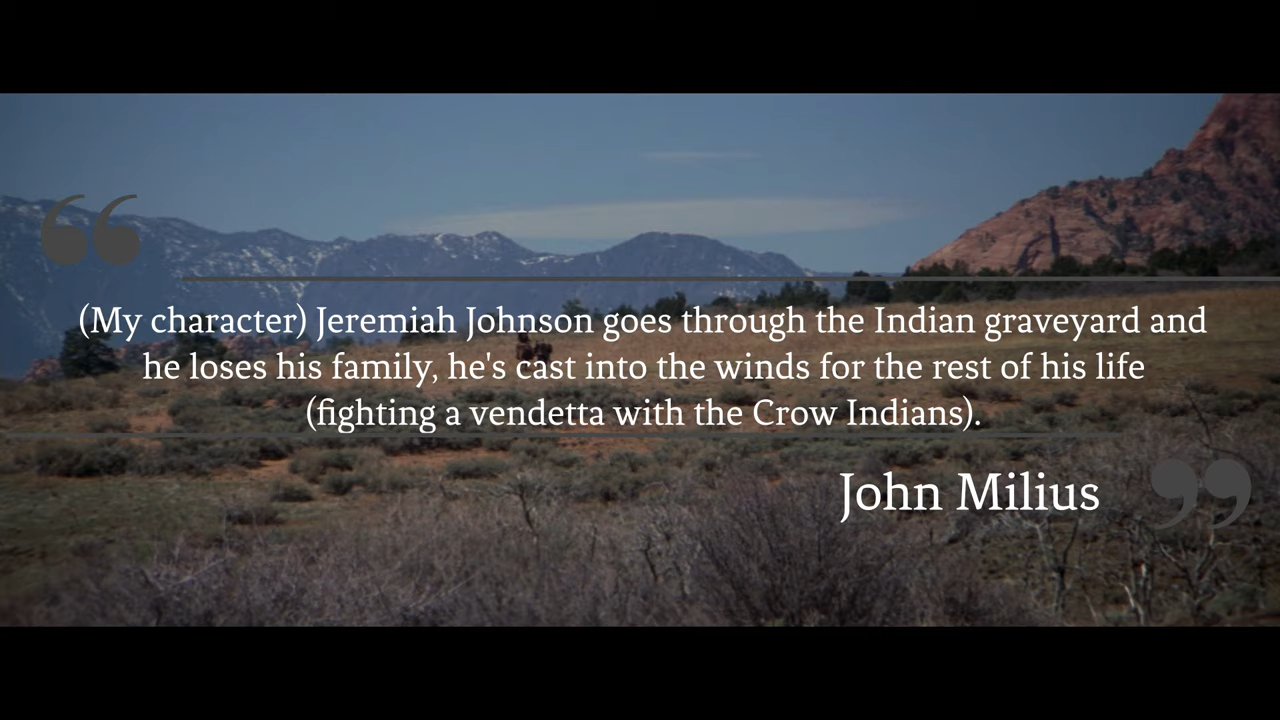 “
(My character) Jeremiah Johnson goes through the Indian graveyard and
he loses his family, he's cast into the winds for the rest of his life
(fighting a vendetta with the Crow Indians).
John Milius
”